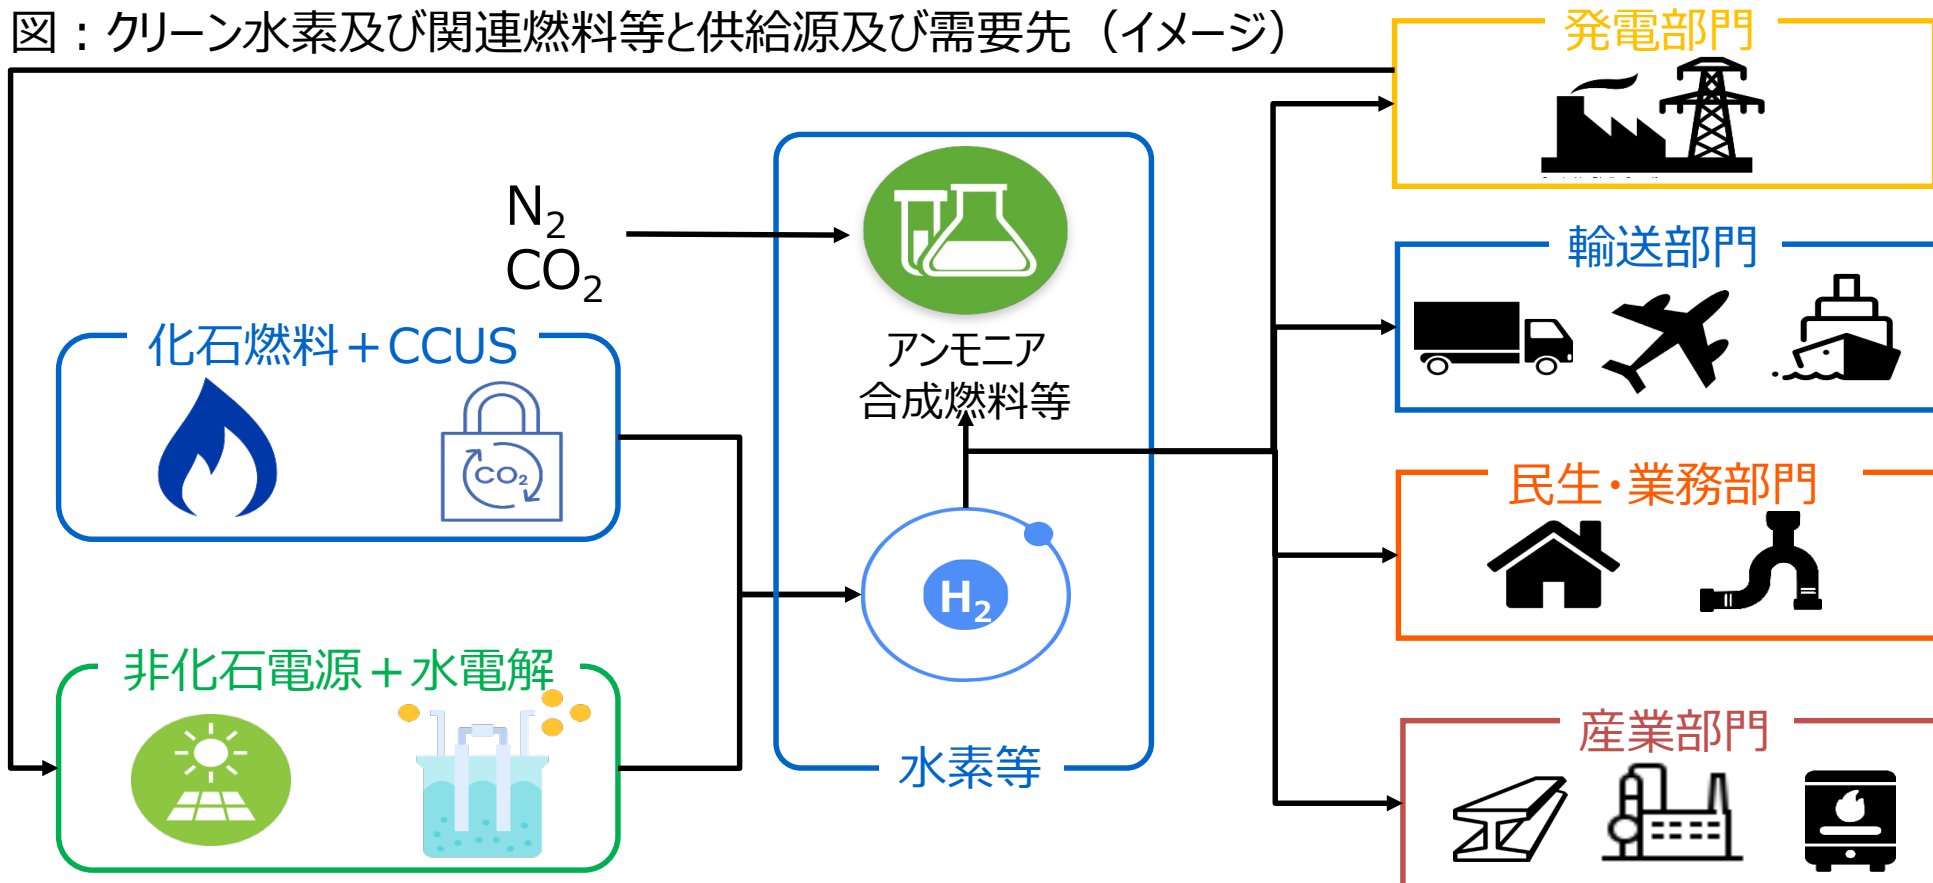 図：クリーン水素及び関連燃料等と供給源及び需要先（イメージ）
発電部門
N₂
CO₂
アンモニア
合成燃料等
輸送部門
化石燃料＋CCUS
CO₂
民生・業務部門
H₂
非化石電源＋水電解
水素等
産業部門